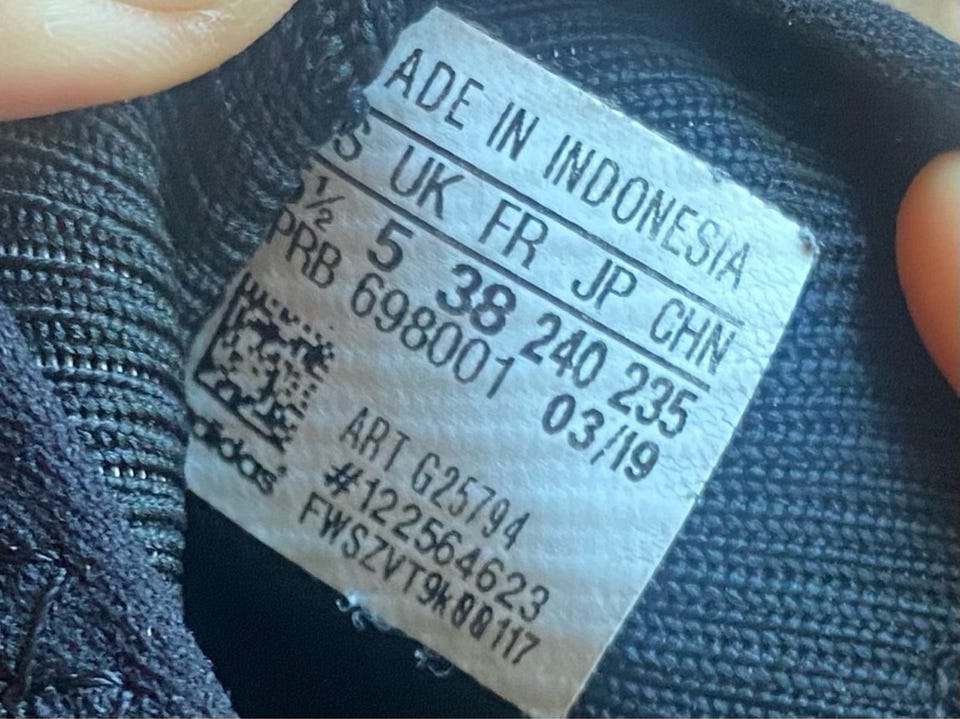 ADE IN INDONESIA
S UK FR JP CHN
½ 5 38 240 235
PRB 698001 03/19
ART G25794
#122564623
adidas